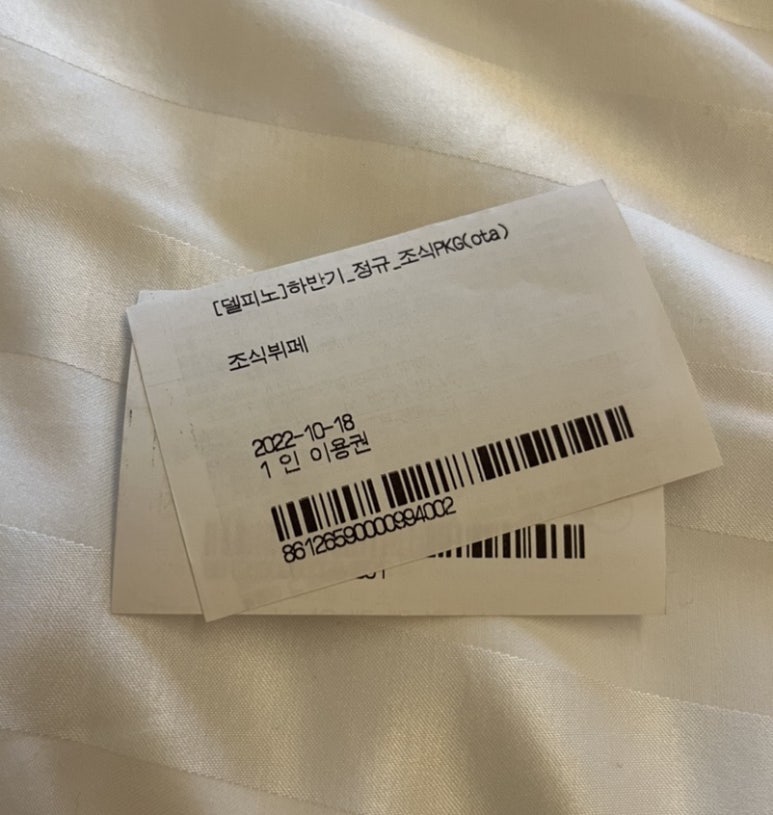 [델피노]하반기_정규_조식PKG(ota)
조식뷔페
2022-10-18
1 인 이용권
86126590000994002